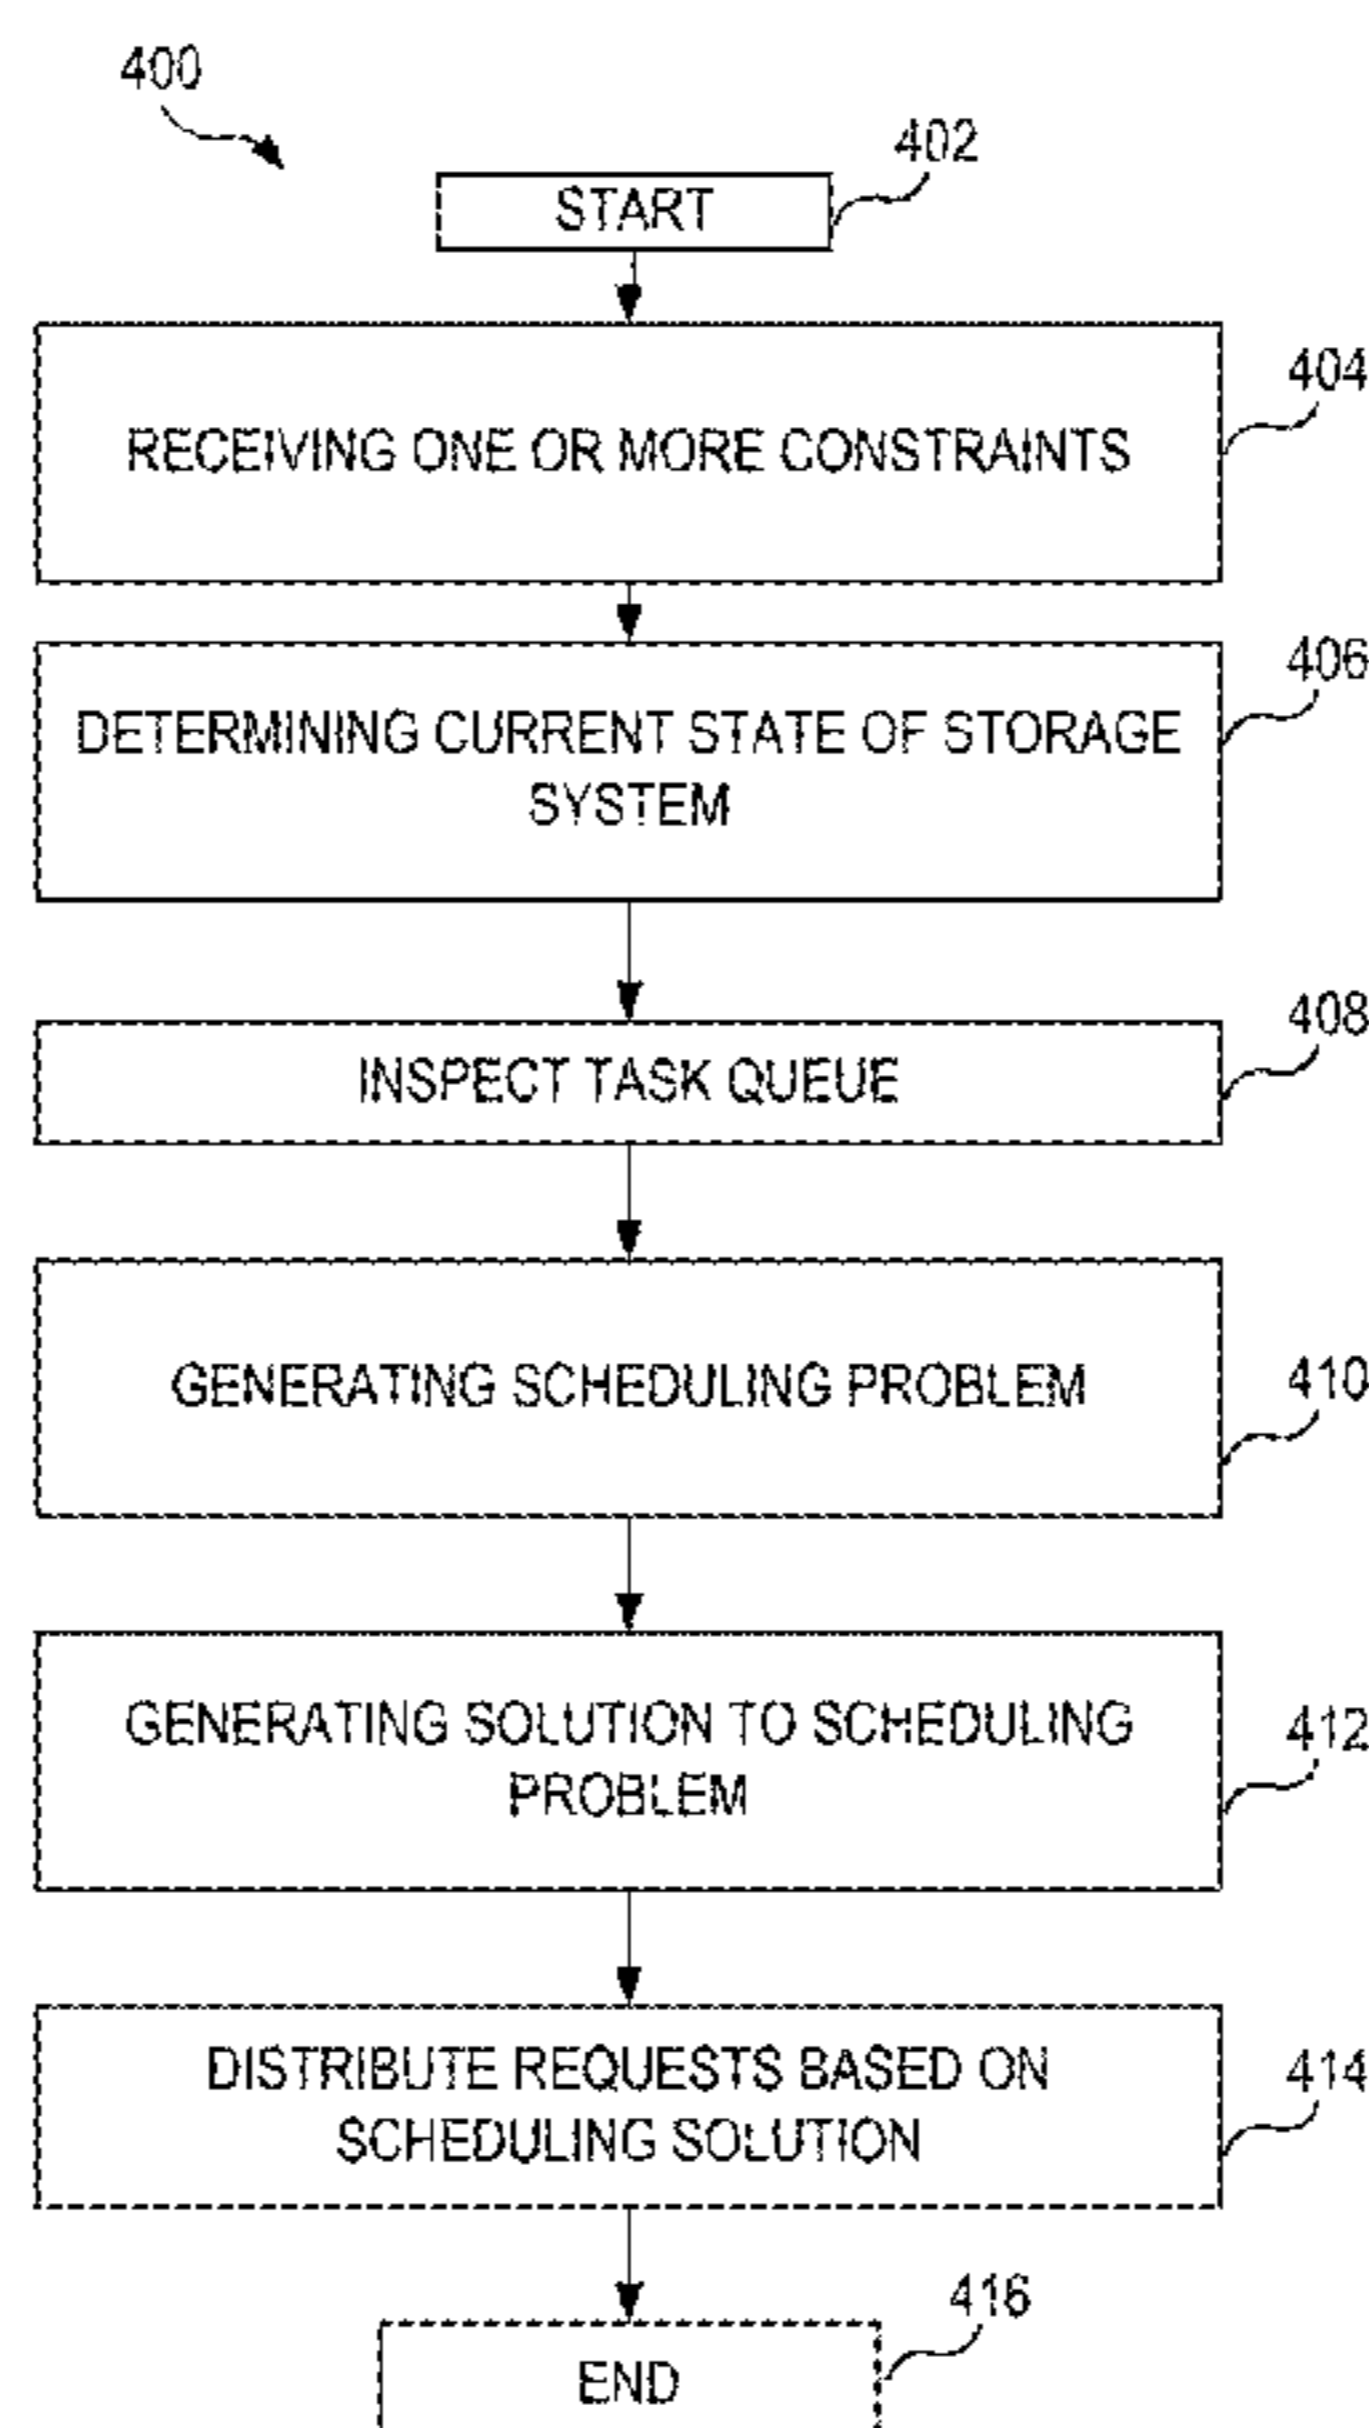 400
402
START
404
RECEIVING ONE OR MORE CONSTRAINTS
406
DETERMINING CURRENT STATE OF STORAGE
SYSTEM
408
INSPECT TASK QUEUE
410
GENERATING SCHEDULING PROBLEM
412
GENERATING SOLUTION TO SCHEDULING
PROBLEM
414
DISTRIBUTE REQUESTS BASED ON
SCHEDULING SOLUTION
416
END